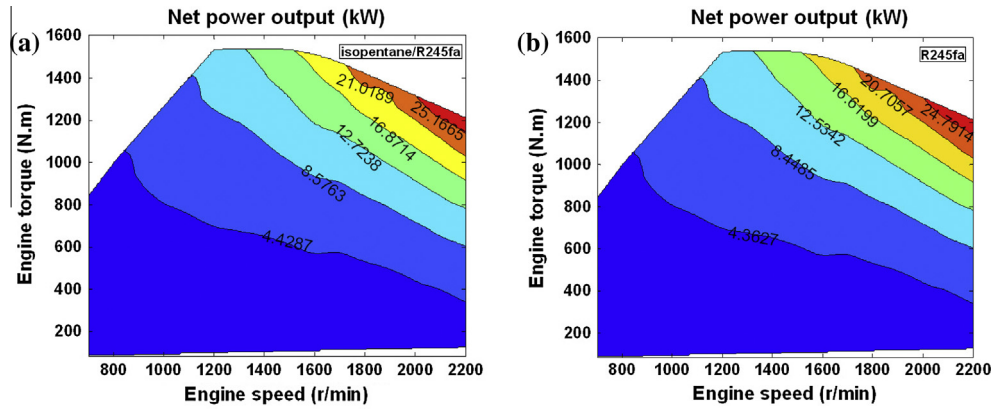 Net power output (kW)
(a)
isopentane/R245fa
1600
1400
1200
1000
800
600
400
200
Engine torque (N.m)
21.0189
25.1665
16.8714
12.7238
8.5763
4.4287
800 1000 1200 1400 1600 1800 2000 2200
Engine speed (r/min)
Net power output (kW)
(b)
R245fa
1600
1400
1200
1000
800
600
400
200
Engine torque (N.m)
20.7057
24.7914
16.6199
12.5342
8.4485
4.3627
800 1000 1200 1400 1600 1800 2000 2200
Engine speed (r/min)